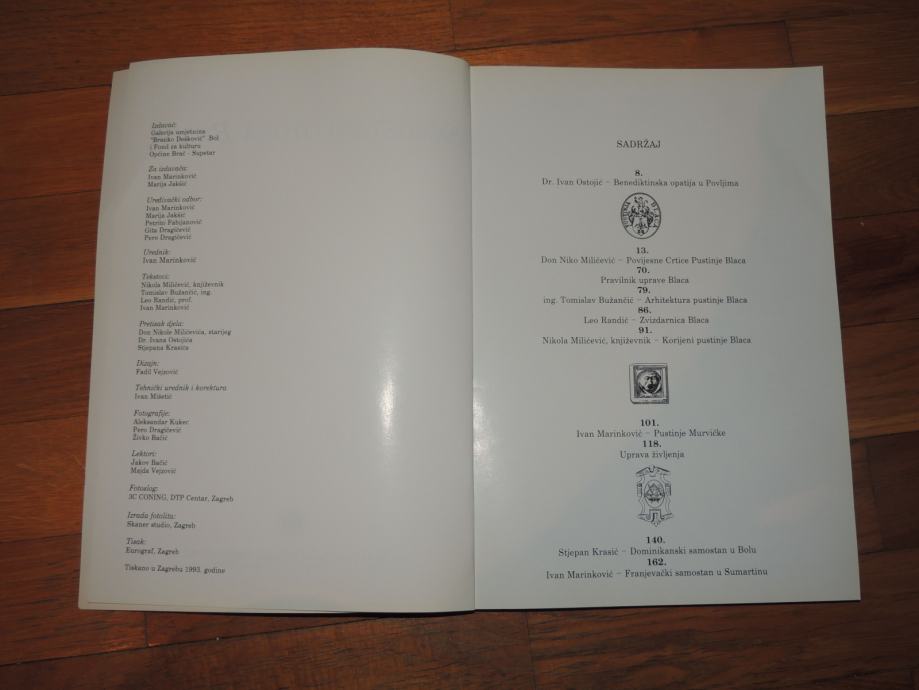 Izdavač:
Galerija umjetnina
"Branko Dešković" Bol
i Fond za kulturu
Općine Brač - Supetar
Za izdavača:
Ivan Marinković
Marija Jakšić
Uređivački odbor:
Ivan Marinković
Marija Jakšić
Petrito Fabijanović
Gita Dragičević
Pero Dragičević
Urednik:
Ivan Marinković
Tekstovi:
Nikola Milićević, književnik
Tomislav Bužančić, ing.
Leo Randić, prof.
Ivan Marinković
Pretisak djela:
Don Nikole Milićevića, starijeg
Dr. Ivana Ostojića
Stjepana Krasića
Dizajn:
Fadil Vejzović
Tehnički urednik i korektura
Ivan Mišetić
Fotografije:
Aleksandar Kukec
Pero Dragičević
Živko Bačić
Lektori:
Jakov Bačić
Majda Vejzović
Fotoslog:
3C CONING, DTP Centar, Zagreb
Izrada fotolita:
Skaner studio, Zagreb
Tisak:
Eurograf, Zagreb
Tiskano u Zagrebu 1993. godine
SADRŽAJ
8.
Dr. Ivan Ostojić – Benediktinska opatija u Povljima
PUSTINJA BLACA
13.
Don Niko Milićević – Povijesne Crtice Pustinje Blaca
70.
Pravilnik uprave Blaca
79.
ing. Tomislav Bužančić – Arhitektura pustinje Blaca
86.
Leo Randić – Zvizdarnica Blaca
91.
Nikola Milićević, književnik – Korijeni pustinje Blaca
101.
Ivan Marinković – Pustinje Murvičke
118.
Uprava življenja
140.
Stjepan Krasić – Dominikanski samostan u Bolu
162.
Ivan Marinković – Franjevački samostan u Sumartinu